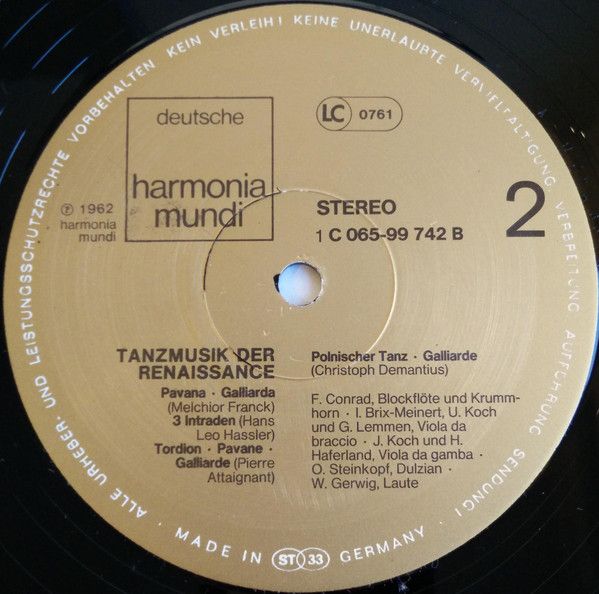 ALLE URHEBER- UND LEISTUNGSSCHUTZRECHTE VORBEHALTEN KEIN VERLEIH! KEINE UNERLAUBTE VERVIELFÄLTIGUNG, VERBREITUNG AUFFÜHRUNG SENDUNG!
deutsche
harmonia
mundi
LC 0761
℗ 1962
harmonia
mundi
STEREO
1 C 065-99 742 B
2
TANZMUSIK DER
RENAISSANCE
Pavana · Galliarda
(Melchior Franck)
3 Intraden (Hans
Leo Hassler)
Tordion · Pavane ·
Galliarde (Pierre
Attaignant)
Polnischer Tanz · Galliarde
(Christoph Demantius)
F. Conrad, Blockflöte und Krumm-
horn · I. Brix-Meinert, U. Koch
und G. Lemmen, Viola da
braccio · J. Koch und H.
Haferland, Viola da gamba ·
O. Steinkopf, Dulzian ·
W. Gerwig, Laute
· MADE IN ST 33 GERMANY ·